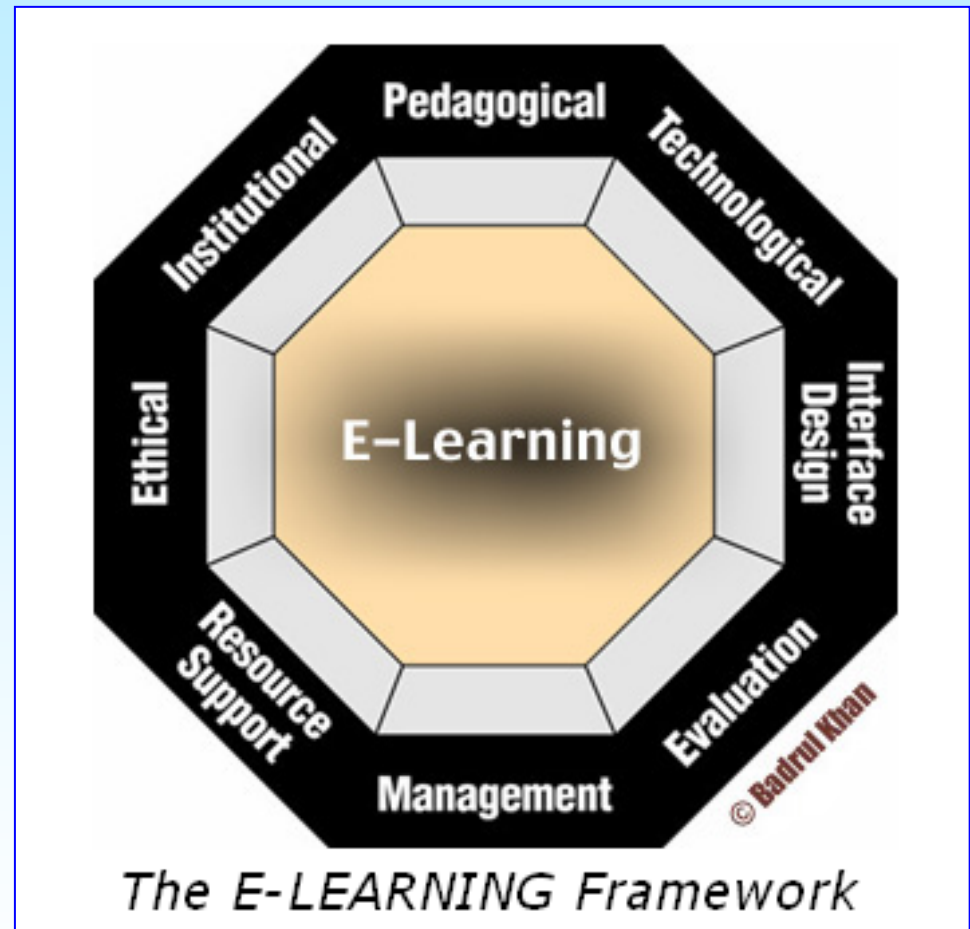 Pedagogical
Technological
Interface
Design
Evaluation
Management
Resource
Support
Ethical
Institutional
E-Learning
© Badrul Khan
The E-LEARNING Framework